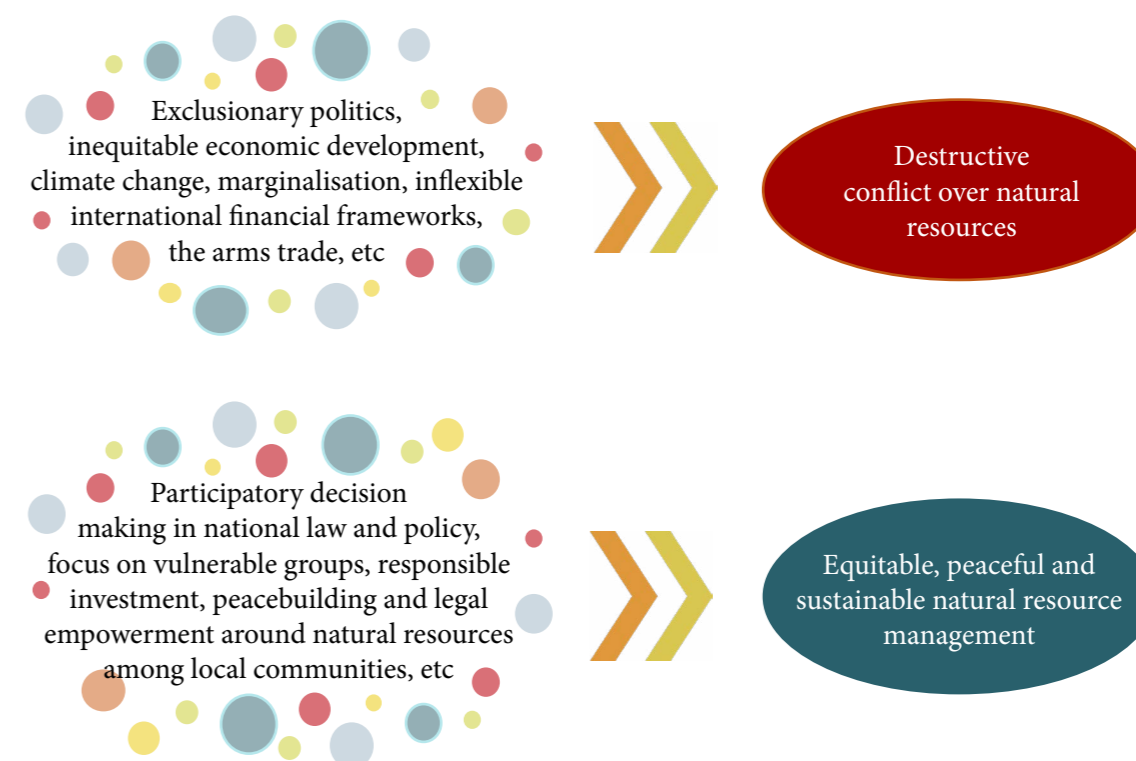 Exclusionary politics,
inequitable economic development,
climate change, marginalisation, inflexible
international financial frameworks,
the arms trade, etc
Destructive
conflict over natural
resources
Participatory decision
making in national law and policy,
focus on vulnerable groups, responsible
investment, peacebuilding and legal
empowerment around natural resources
among local communities, etc
Equitable, peaceful and
sustainable natural resource
management